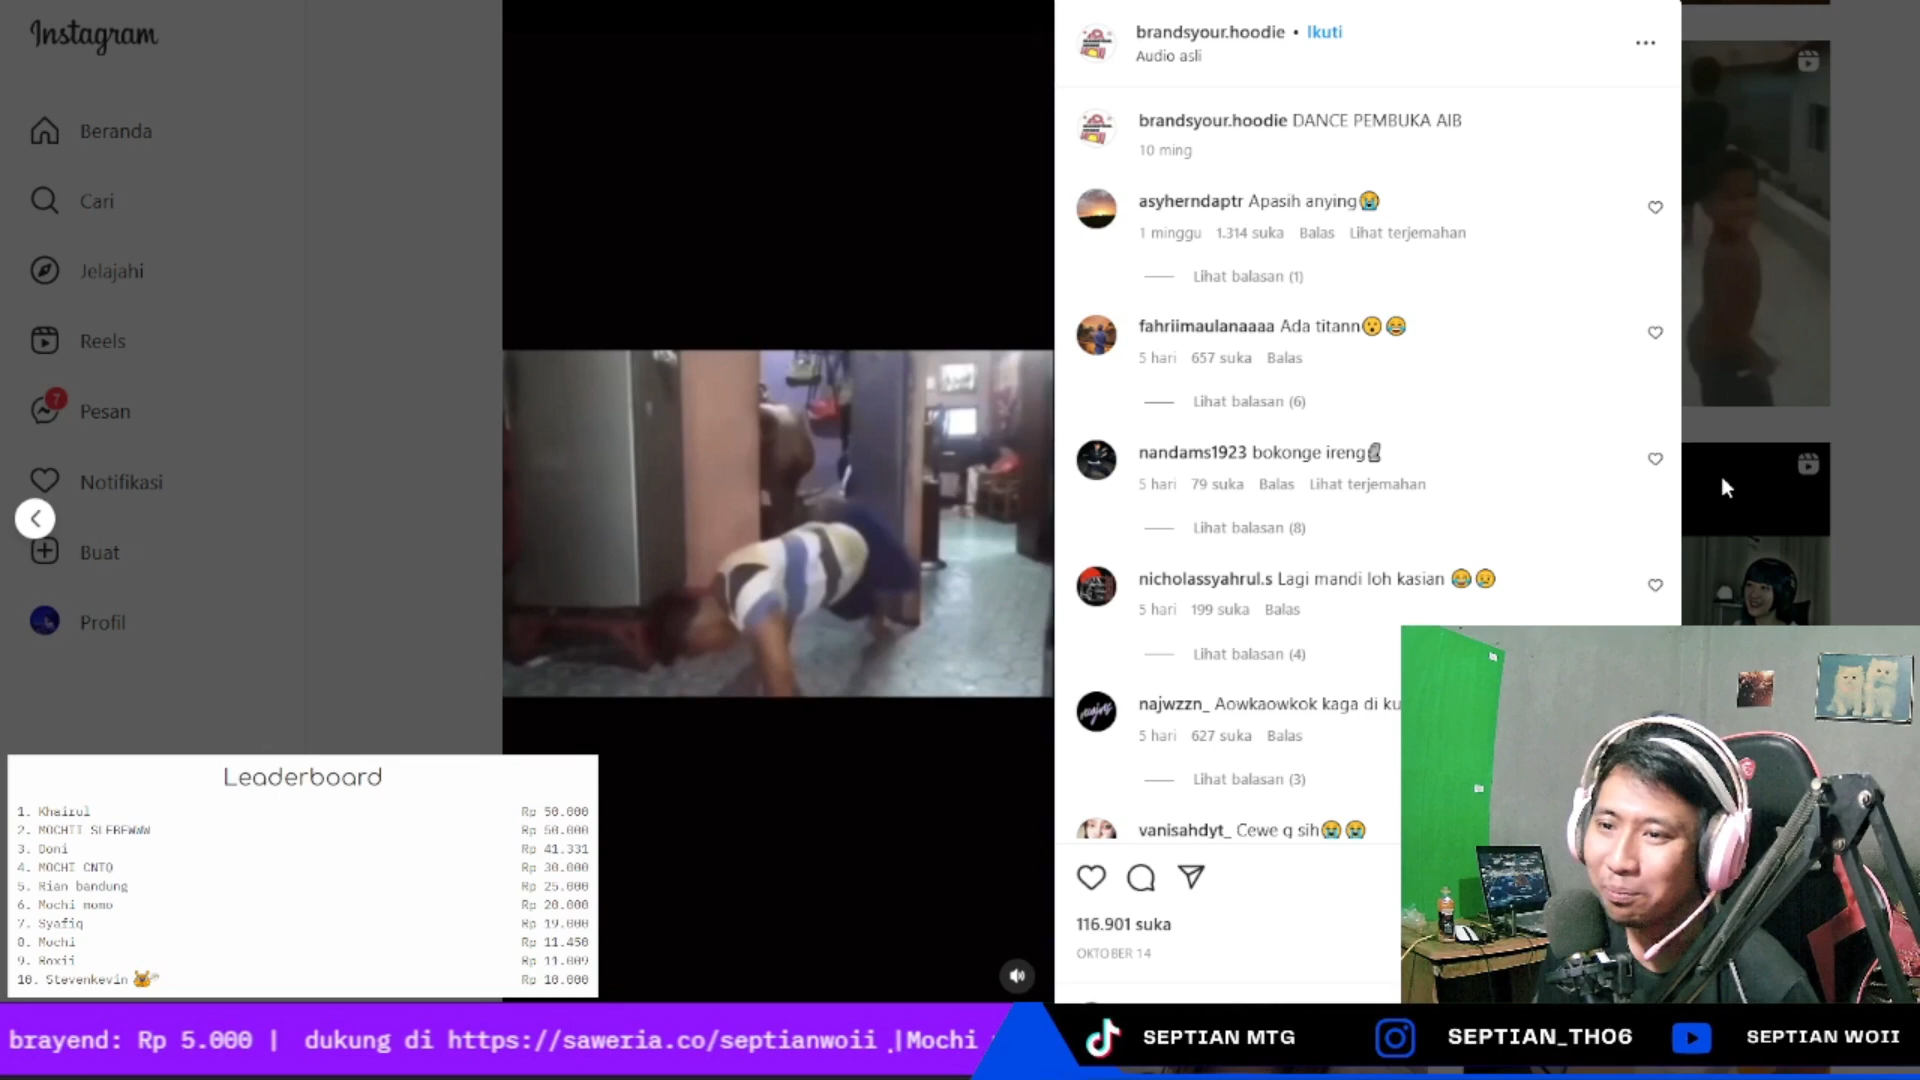 Instagram
Beranda
Cari
Jelajahi
Reels
7
Pesan
Notifikasi
Buat
Profil
brandsyour.hoodie • Ikuti
Audio asli
brandsyour.hoodie DANCE PEMBUKA AIB
10 ming
asyherndaptr Apasih anying😭
1 minggu 1.314 suka Balas Lihat terjemahan
Lihat balasan (1)
fahriimaulanaaaa Ada titann😮😂
5 hari 657 suka Balas
Lihat balasan (6)
nandams1923 bokonge ireng🗿
5 hari 79 suka Balas Lihat terjemahan
Lihat balasan (8)
nicholassyahrul.s Lagi mandi loh kasian 😂😢
5 hari 199 suka Balas
Lihat balasan (4)
najwzzn_ Aowkaowkok kaga di ku
5 hari 627 suka Balas
Lihat balasan (3)
vanisahdyt_ Cewe g sih😭😭
116.901 suka
OKTOBER 14
Leaderboard
1. Khairul Rp 50.000
2. MOCHII SLEBEWWW Rp 50.000
3. Doni Rp 41.331
4. MOCHI CNTO Rp 30.000
5. Rian bandung Rp 25.000
6. Mochi momo Rp 20.000
7. Syafiq Rp 19.000
8. Mochi Rp 11.450
9. Roxii Rp 11.009
10. Stevenkevin Rp 10.000
brayend: Rp 5.000 | dukung di https://saweria.co/septianwoii |Mochi
SEPTIAN MTG
SEPTIAN_TH06
SEPTIAN WOII